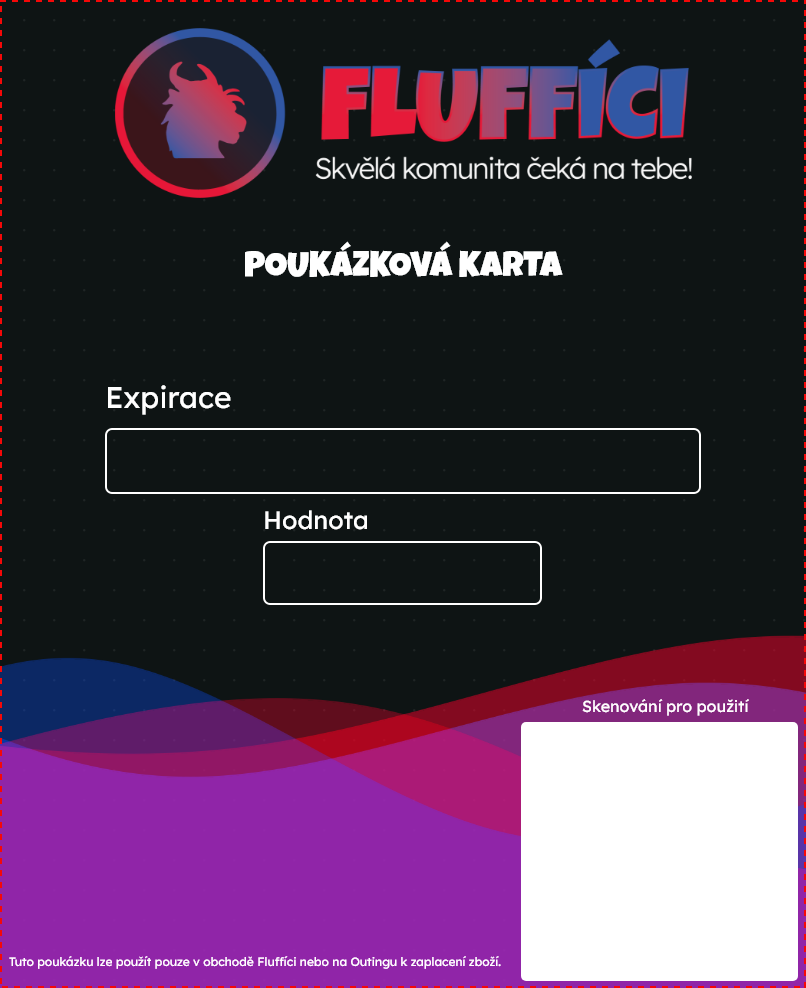 FLUFFÍCI
Skvělá komunita čeká na tebe!
POUKÁZKOVÁ KARTA
Expirace
Hodnota
Skenování pro použití
Tuto poukázku lze použít pouze v obchodě Fluffíci nebo na Outingu k zaplacení zboží.